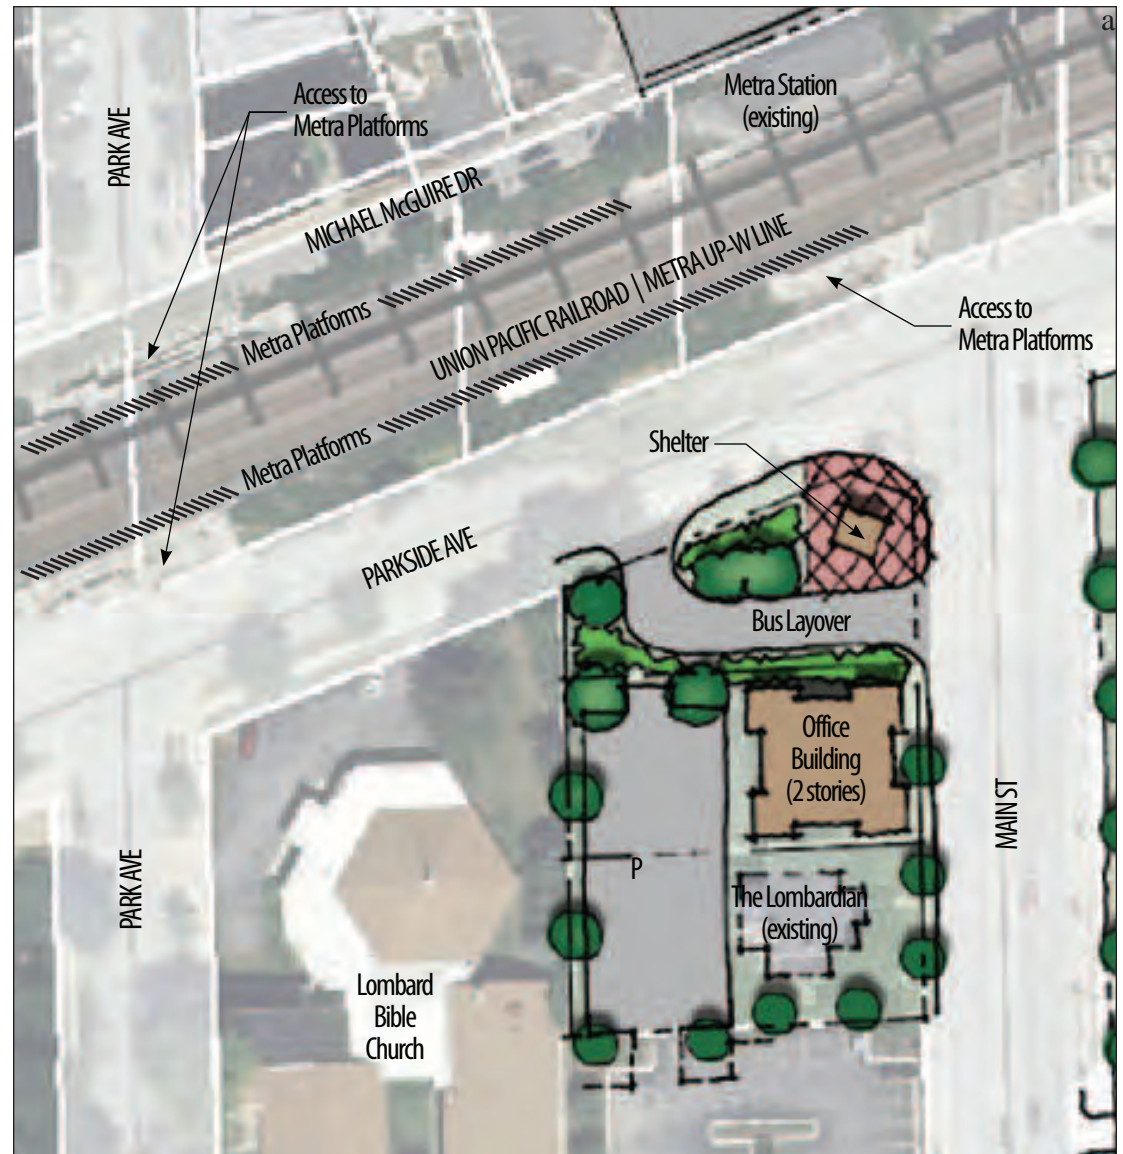 a
Metra Station
(existing)
Access to
Metra Platforms
PARK AVE
MICHAEL McGUIRE DR
UNION PACIFIC RAILROAD | METRA UP-W LINE
Metra Platforms
Access to
Metra Platforms
Metra Platforms
Shelter
PARKSIDE AVE
Bus Layover
Office
Building
(2 stories)
MAIN ST
PARK AVE
P
The Lombardian
(existing)
Lombard
Bible
Church